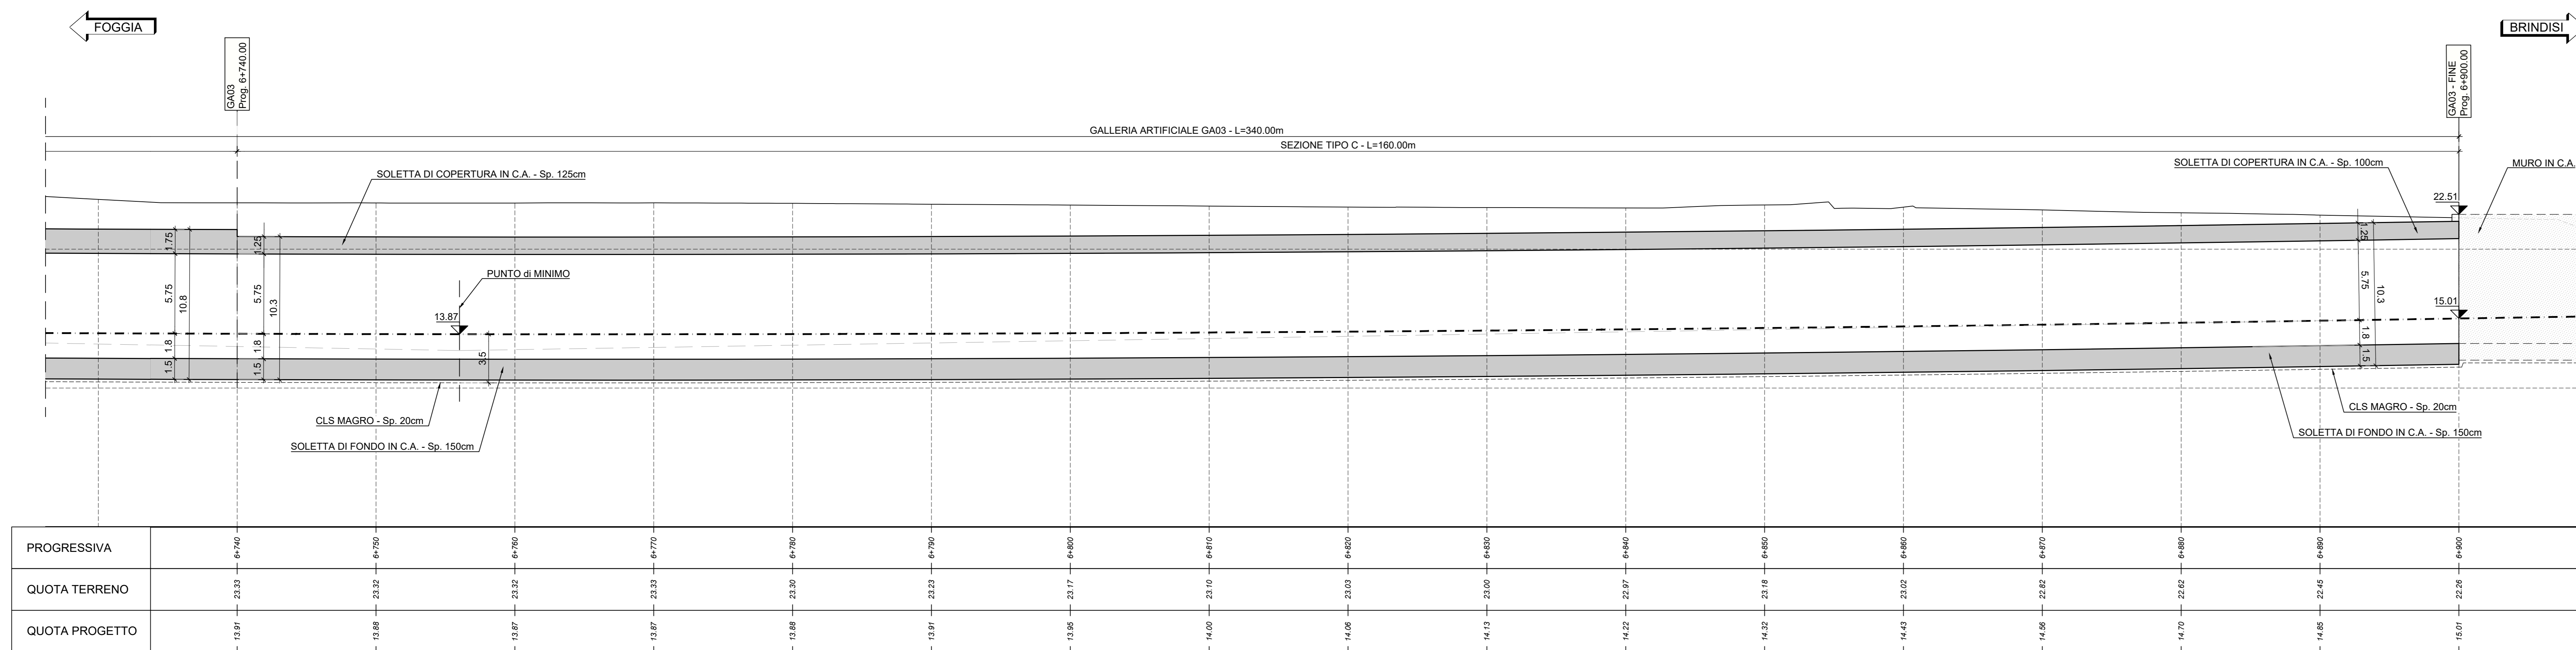 FOGGIA
BRINDISI
GA03
Prog. 6+740.00
GA03 - FINE
Prog. 6+900.00
GALLERIA ARTIFICIALE GA03 - L=340.00m
SEZIONE TIPO C - L=160.00m
SOLETTA DI COPERTURA IN C.A. - Sp. 125cm
SOLETTA DI COPERTURA IN C.A. - Sp. 100cm
MURO IN C.A.
22.51
1.75
1.25
1.25
5.75
10.8
5.75
10.3
PUNTO di MINIMO
13.87
5.75
10.3
15.01
1.8
1.5
1.8
1.5
3.5
1.8
1.5
CLS MAGRO - Sp. 20cm
SOLETTA DI FONDO IN C.A. - Sp. 150cm
CLS MAGRO - Sp. 20cm
SOLETTA DI FONDO IN C.A. - Sp. 150cm
PROGRESSIVA 6+740 6+750 6+760 6+770 6+780 6+790 6+800 6+810 6+820 6+830 6+840 6+850 6+860 6+870 6+880 6+890 6+900
QUOTA TERRENO 23.33 23.32 23.32 23.33 23.30 23.23 23.17 23.10 23.03 23.00 22.97 23.18 23.02 22.82 22.62 22.45 22.26
QUOTA PROGETTO 13.91 13.88 13.87 13.87 13.88 13.91 13.95 14.00 14.06 14.13 14.22 14.32 14.43 14.56 14.70 14.85 15.01